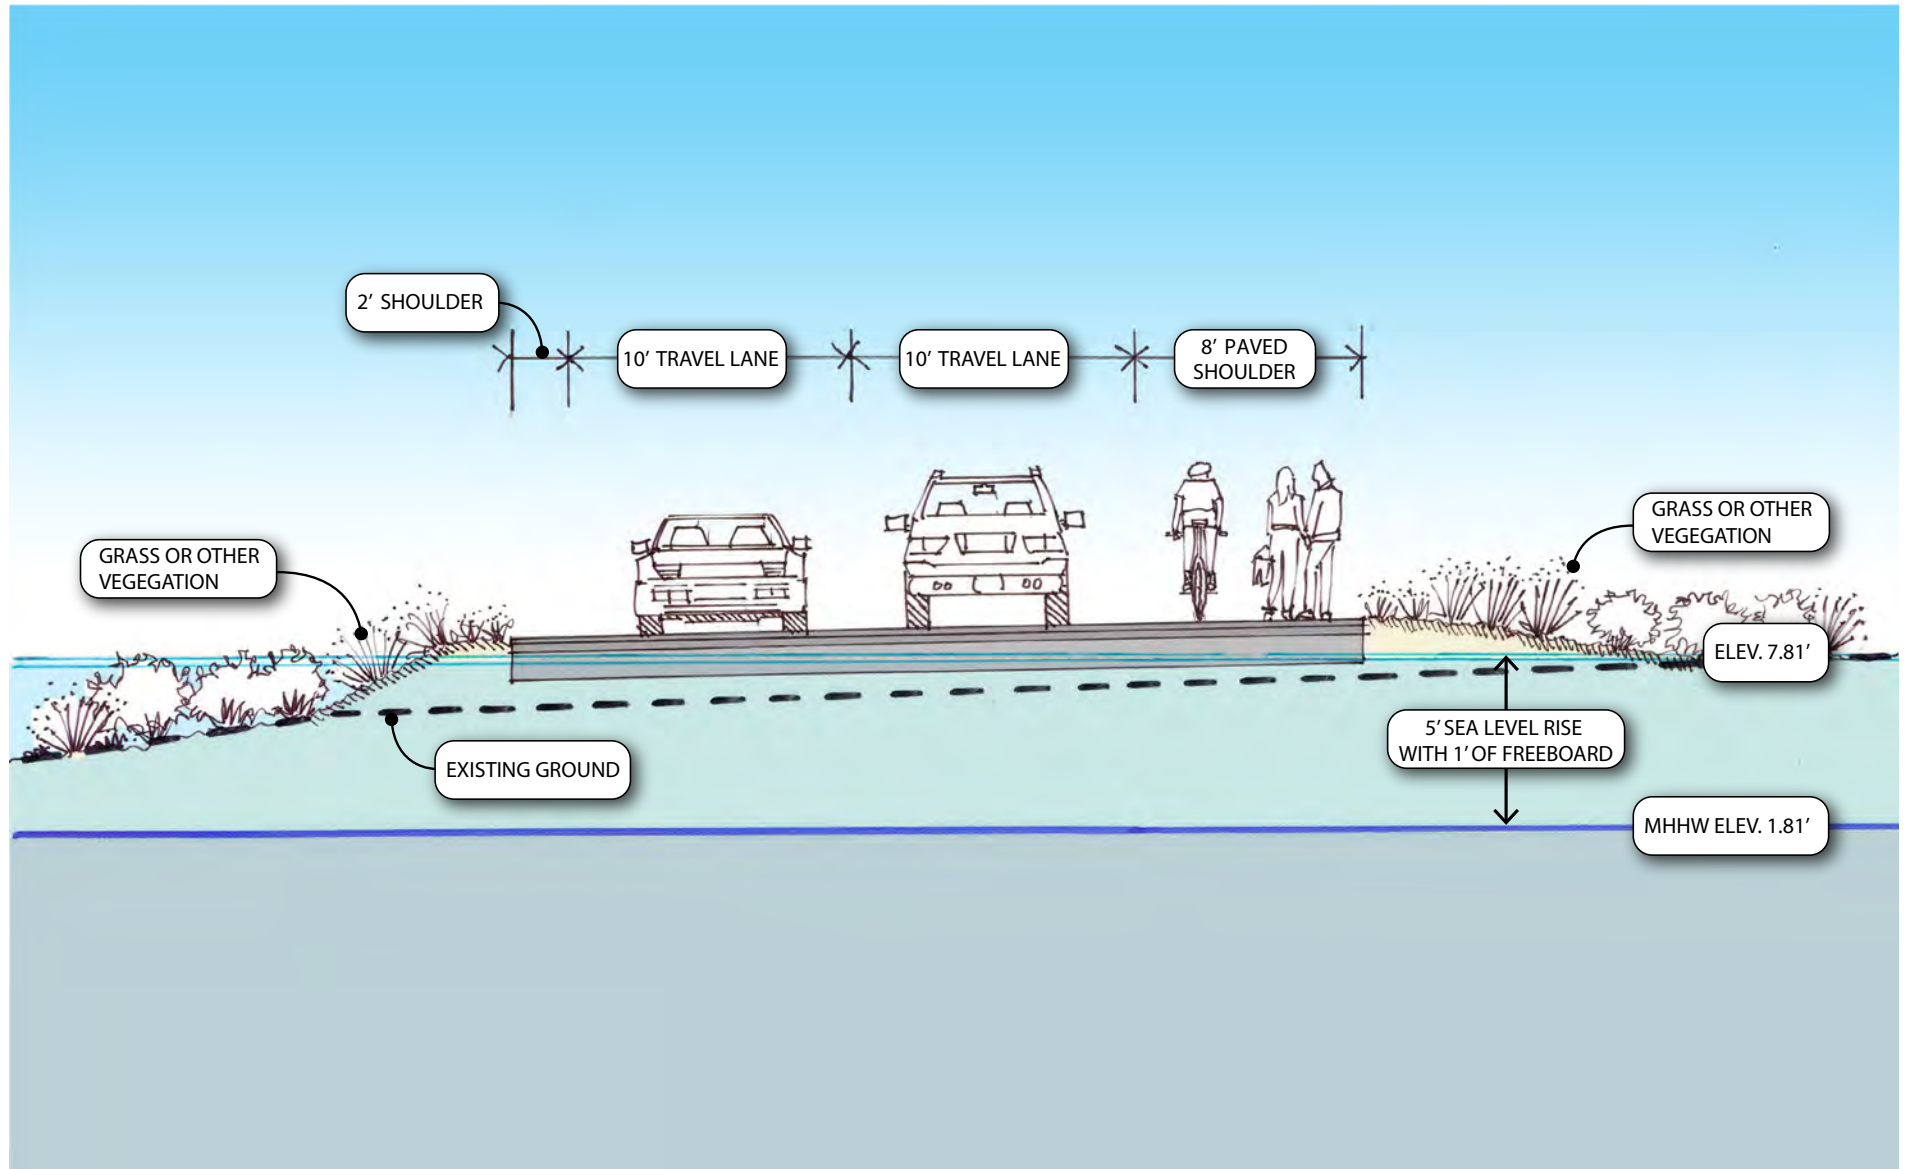 2’ SHOULDER
10’ TRAVEL LANE
10’ TRAVEL LANE
8’ PAVED
SHOULDER
GRASS OR OTHER
VEGEGATION
GRASS OR OTHER
VEGEGATION
ELEV. 7.81’
5’ SEA LEVEL RISE
WITH 1’ OF FREEBOARD
EXISTING GROUND
MHHW ELEV. 1.81’